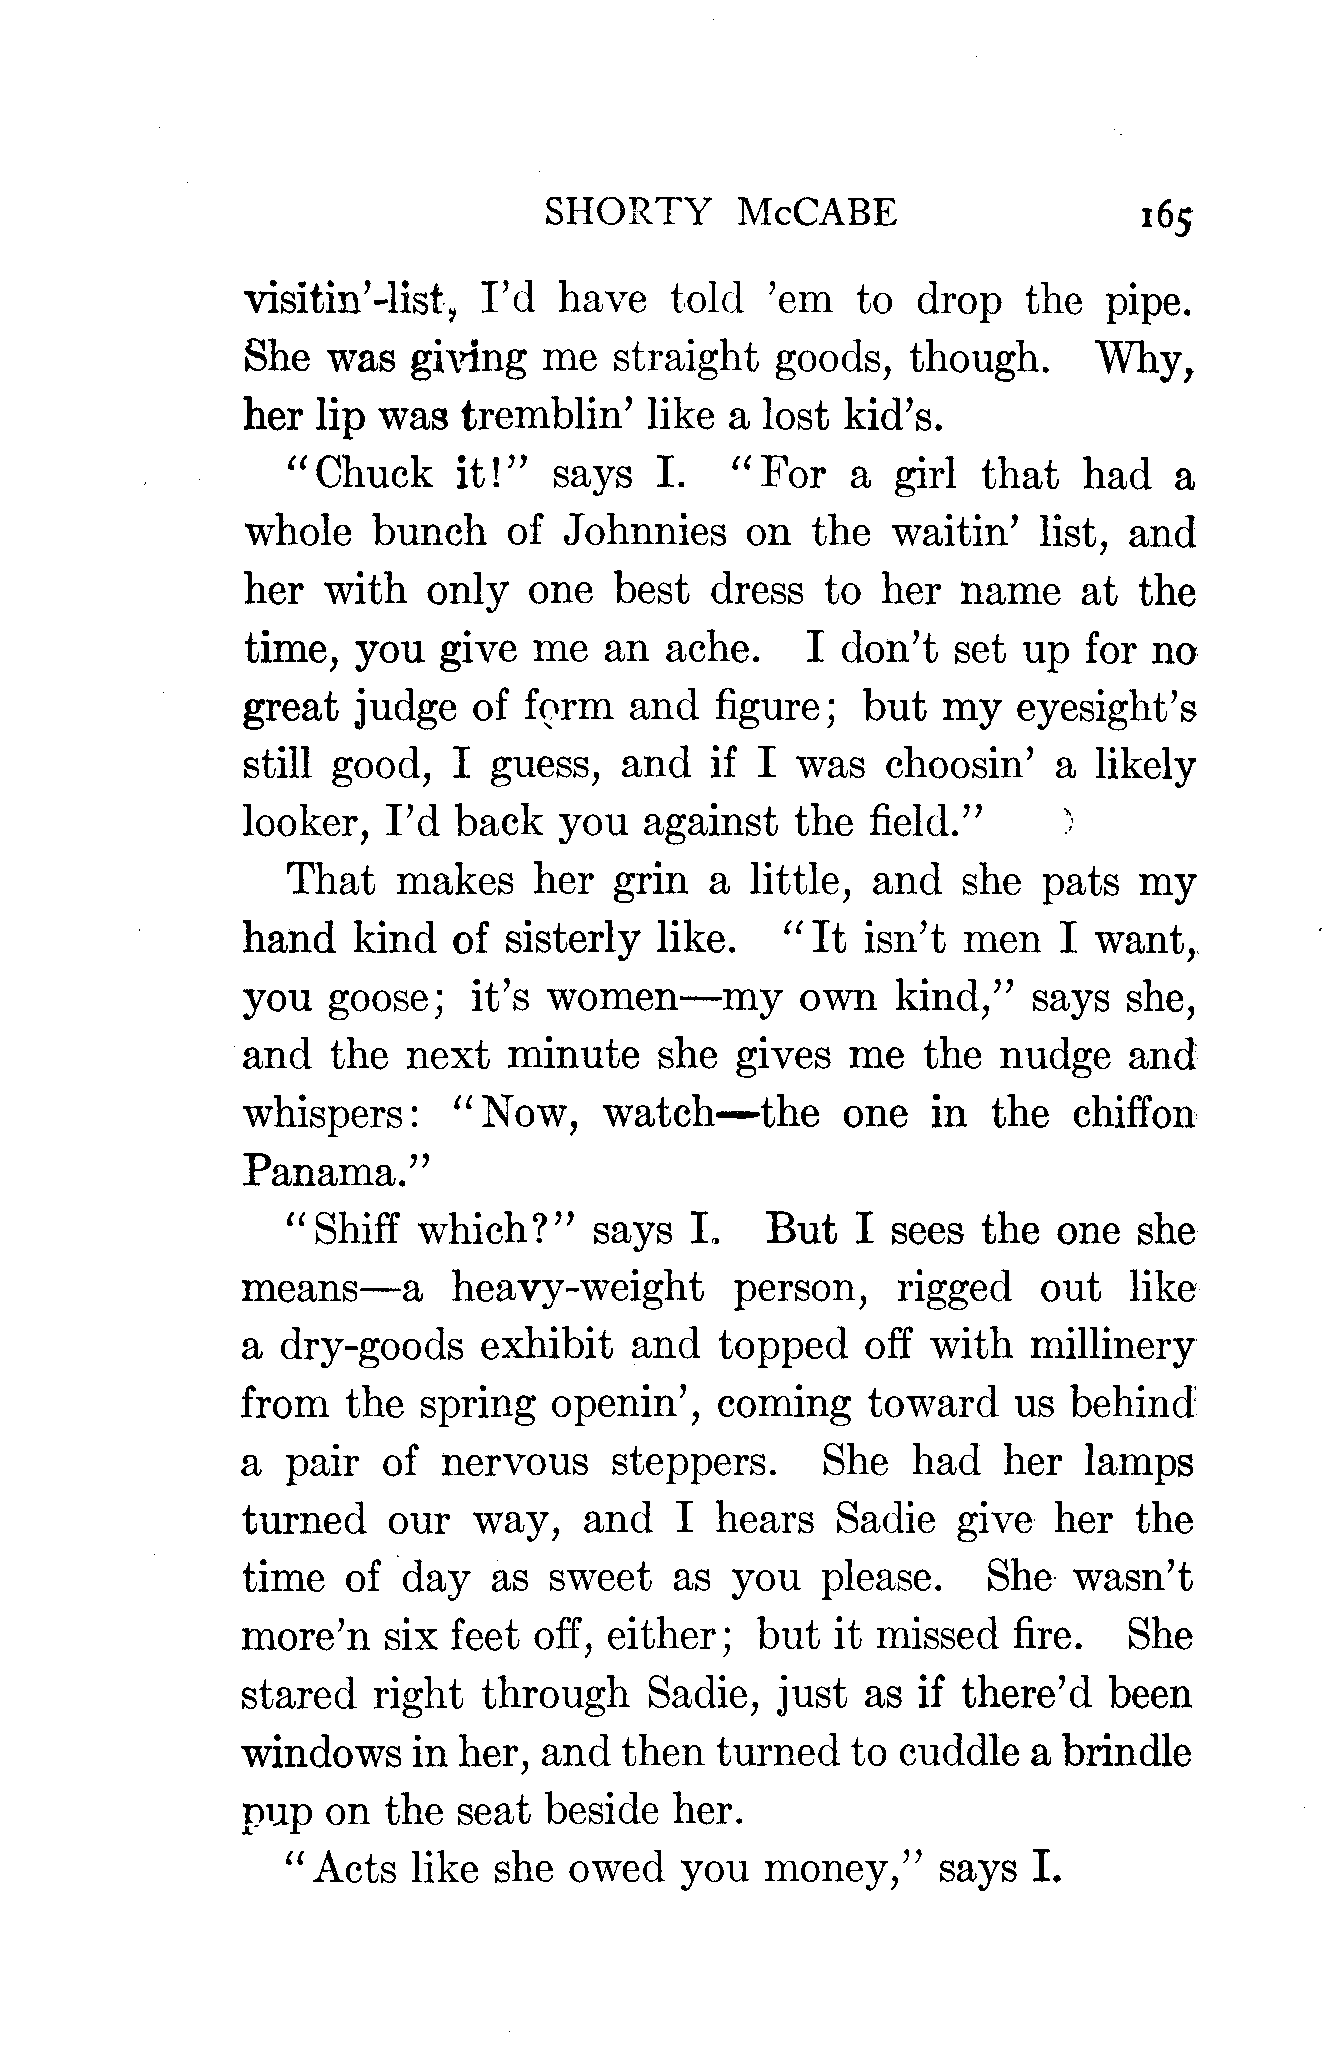 SHORTY McCABE 165
visitin'-list, I'd have told 'em to drop the pipe.
She was giving me straight goods, though. Why,
her lip was tremblin' like a lost kid's.
"Chuck it!" says I. "For a girl that had a
whole bunch of Johnnies on the waitin' list, and
her with only one best dress to her name at the
time, you give me an ache. I don't set up for no
great judge of form and figure; but my eyesight's
still good, I guess, and if I was choosin' a likely
looker, I'd back you against the field."
That makes her grin a little, and she pats my
hand kind of sisterly like. "It isn't men I want,
you goose; it's women—my own kind," says she,
and the next minute she gives me the nudge and
whispers: "Now, watch—the one in the chiffon
Panama."
"Shiff which?" says I. But I sees the one she
means—a heavy-weight person, rigged out like
a dry-goods exhibit and topped off with millinery
from the spring openin', coming toward us behind
a pair of nervous steppers. She had her lamps
turned our way, and I hears Sadie give her the
time of day as sweet as you please. She wasn't
more'n six feet off, either; but it missed fire. She
stared right through Sadie, just as if there'd been
windows in her, and then turned to cuddle a brindle
pup on the seat beside her.
"Acts like she owed you money," says I.